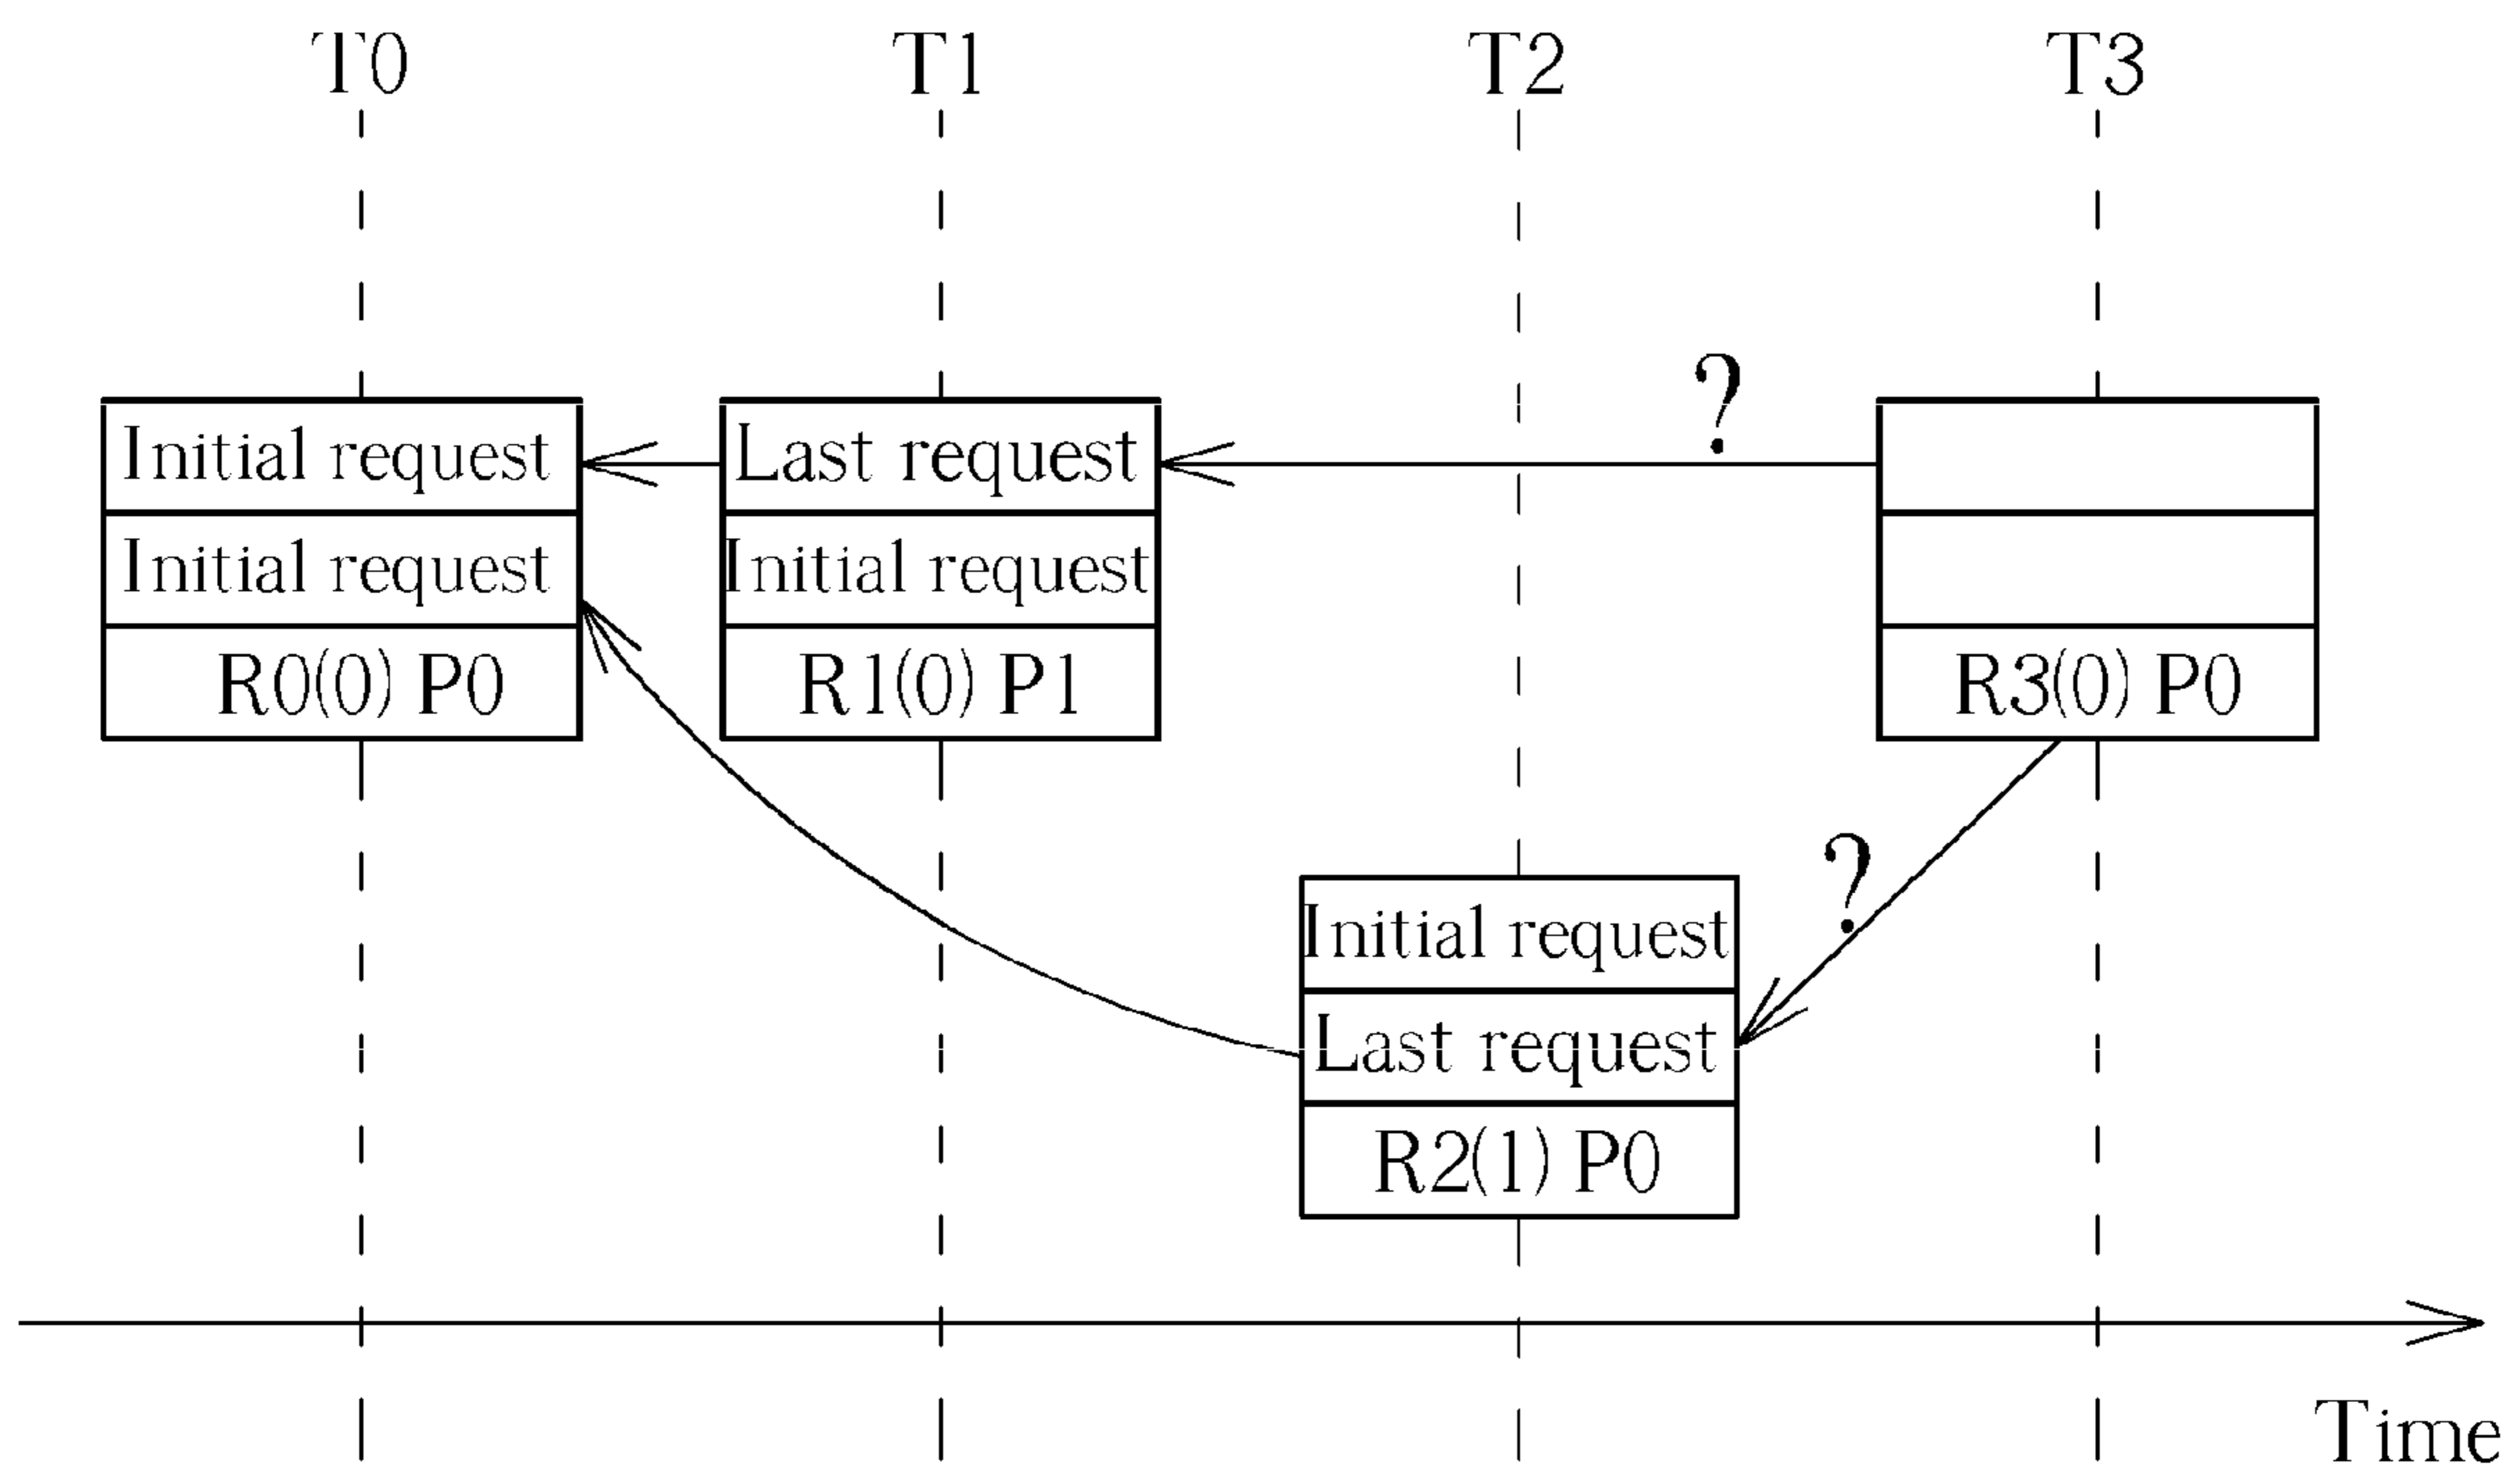 T0 T1 T2 T3
?
Initial request Last request
Initial request Initial request
R0(0) P0 R1(0) P1 R3(0) P0
?
Initial request
Last request
R2(1) P0
Time